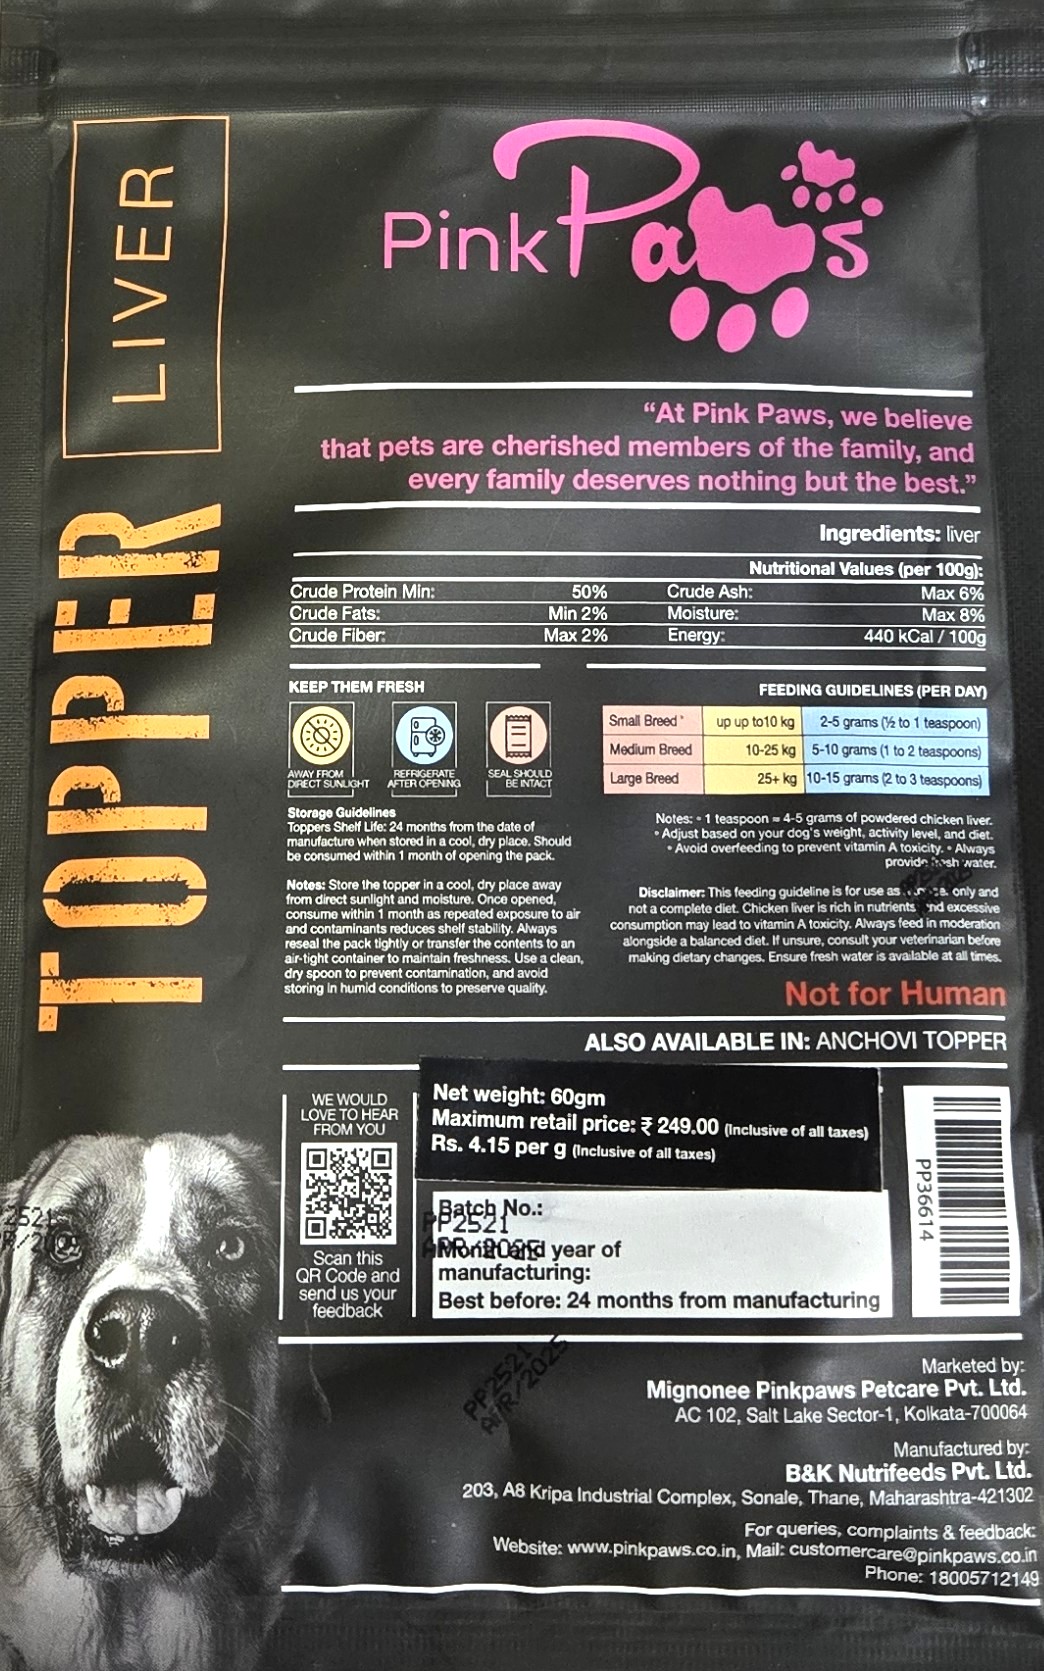 LIVER
TOPPER
Pink Paws
“At Pink Paws, we believe
that pets are cherished members of the family, and
every family deserves nothing but the best.”
Ingredients: liver
Nutritional Values (per 100g):
Crude Protein Min: 50% Crude Ash: Max 6%
Crude Fats: Min 2% Moisture: Max 8%
Crude Fiber: Max 2% Energy: 440 kCal / 100g
KEEP THEM FRESH
AWAY FROM
DIRECT SUNLIGHT
REFRIGERATE
AFTER OPENING
SEAL SHOULD
BE INTACT
Storage Guidelines
Toppers Shelf Life: 24 months from the date of
manufacture when stored in a cool, dry place. Should
be consumed within 1 month of opening the pack.
Notes: Store the topper in a cool, dry place away
from direct sunlight and moisture. Once opened,
consume within 1 month as repeated exposure to air
and contaminants reduces shelf stability. Always
reseal the pack tightly or transfer the contents to an
air-tight container to maintain freshness. Use a clean,
dry spoon to prevent contamination, and avoid
storing in humid conditions to preserve quality.
FEEDING GUIDELINES (PER DAY)
Small Breed up up to10 kg 2-5 grams (½ to 1 teaspoon)
Medium Breed 10-25 kg 5-10 grams (1 to 2 teaspoons)
Large Breed 25+ kg 10-15 grams (2 to 3 teaspoons)
Notes: • 1 teaspoon = 4-5 grams of powdered chicken liver.
• Adjust based on your dog's weight, activity level, and diet.
• Avoid overfeeding to prevent vitamin A toxicity. • Always
provide fresh water.
Disclaimer: This feeding guideline is for use as only and
not a complete diet. Chicken liver is rich in nutrients and excessive
consumption may lead to vitamin A toxicity. Always feed in moderation
alongside a balanced diet. If unsure, consult your veterinarian before
making dietary changes. Ensure fresh water is available at all times.
Not for Human
ALSO AVAILABLE IN: ANCHOVI TOPPER
WE WOULD
LOVE TO HEAR
FROM YOU
Scan this
QR Code and
send us your
feedback
Net weight: 60gm
Maximum retail price: ₹ 249.00 (Inclusive of all taxes)
Rs. 4.15 per g (Inclusive of all taxes)
Batch No.:
PP2521
APR/2025
Month and year of
manufacturing:
Best before: 24 months from manufacturing
PP36614
PP2521
APR/2025
2521
R/20
Marketed by:
Mignonee Pinkpaws Petcare Pvt. Ltd.
AC 102, Salt Lake Sector-1, Kolkata-700064
Manufactured by:
B&K Nutrifeeds Pvt. Ltd.
203, A8 Kripa Industrial Complex, Sonale, Thane, Maharashtra-421302
For queries, complaints & feedback:
Website: www.pinkpaws.co.in, Mail: customercare@pinkpaws.co.in
Phone: 18005712149